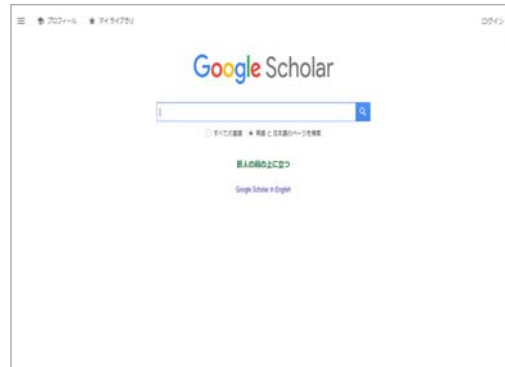 プロフィール マイライブラリ ログイン
Google Scholar
すべての言語 英語 と 日本語のページを検索
巨人の肩の上に立つ
Google Scholar in English